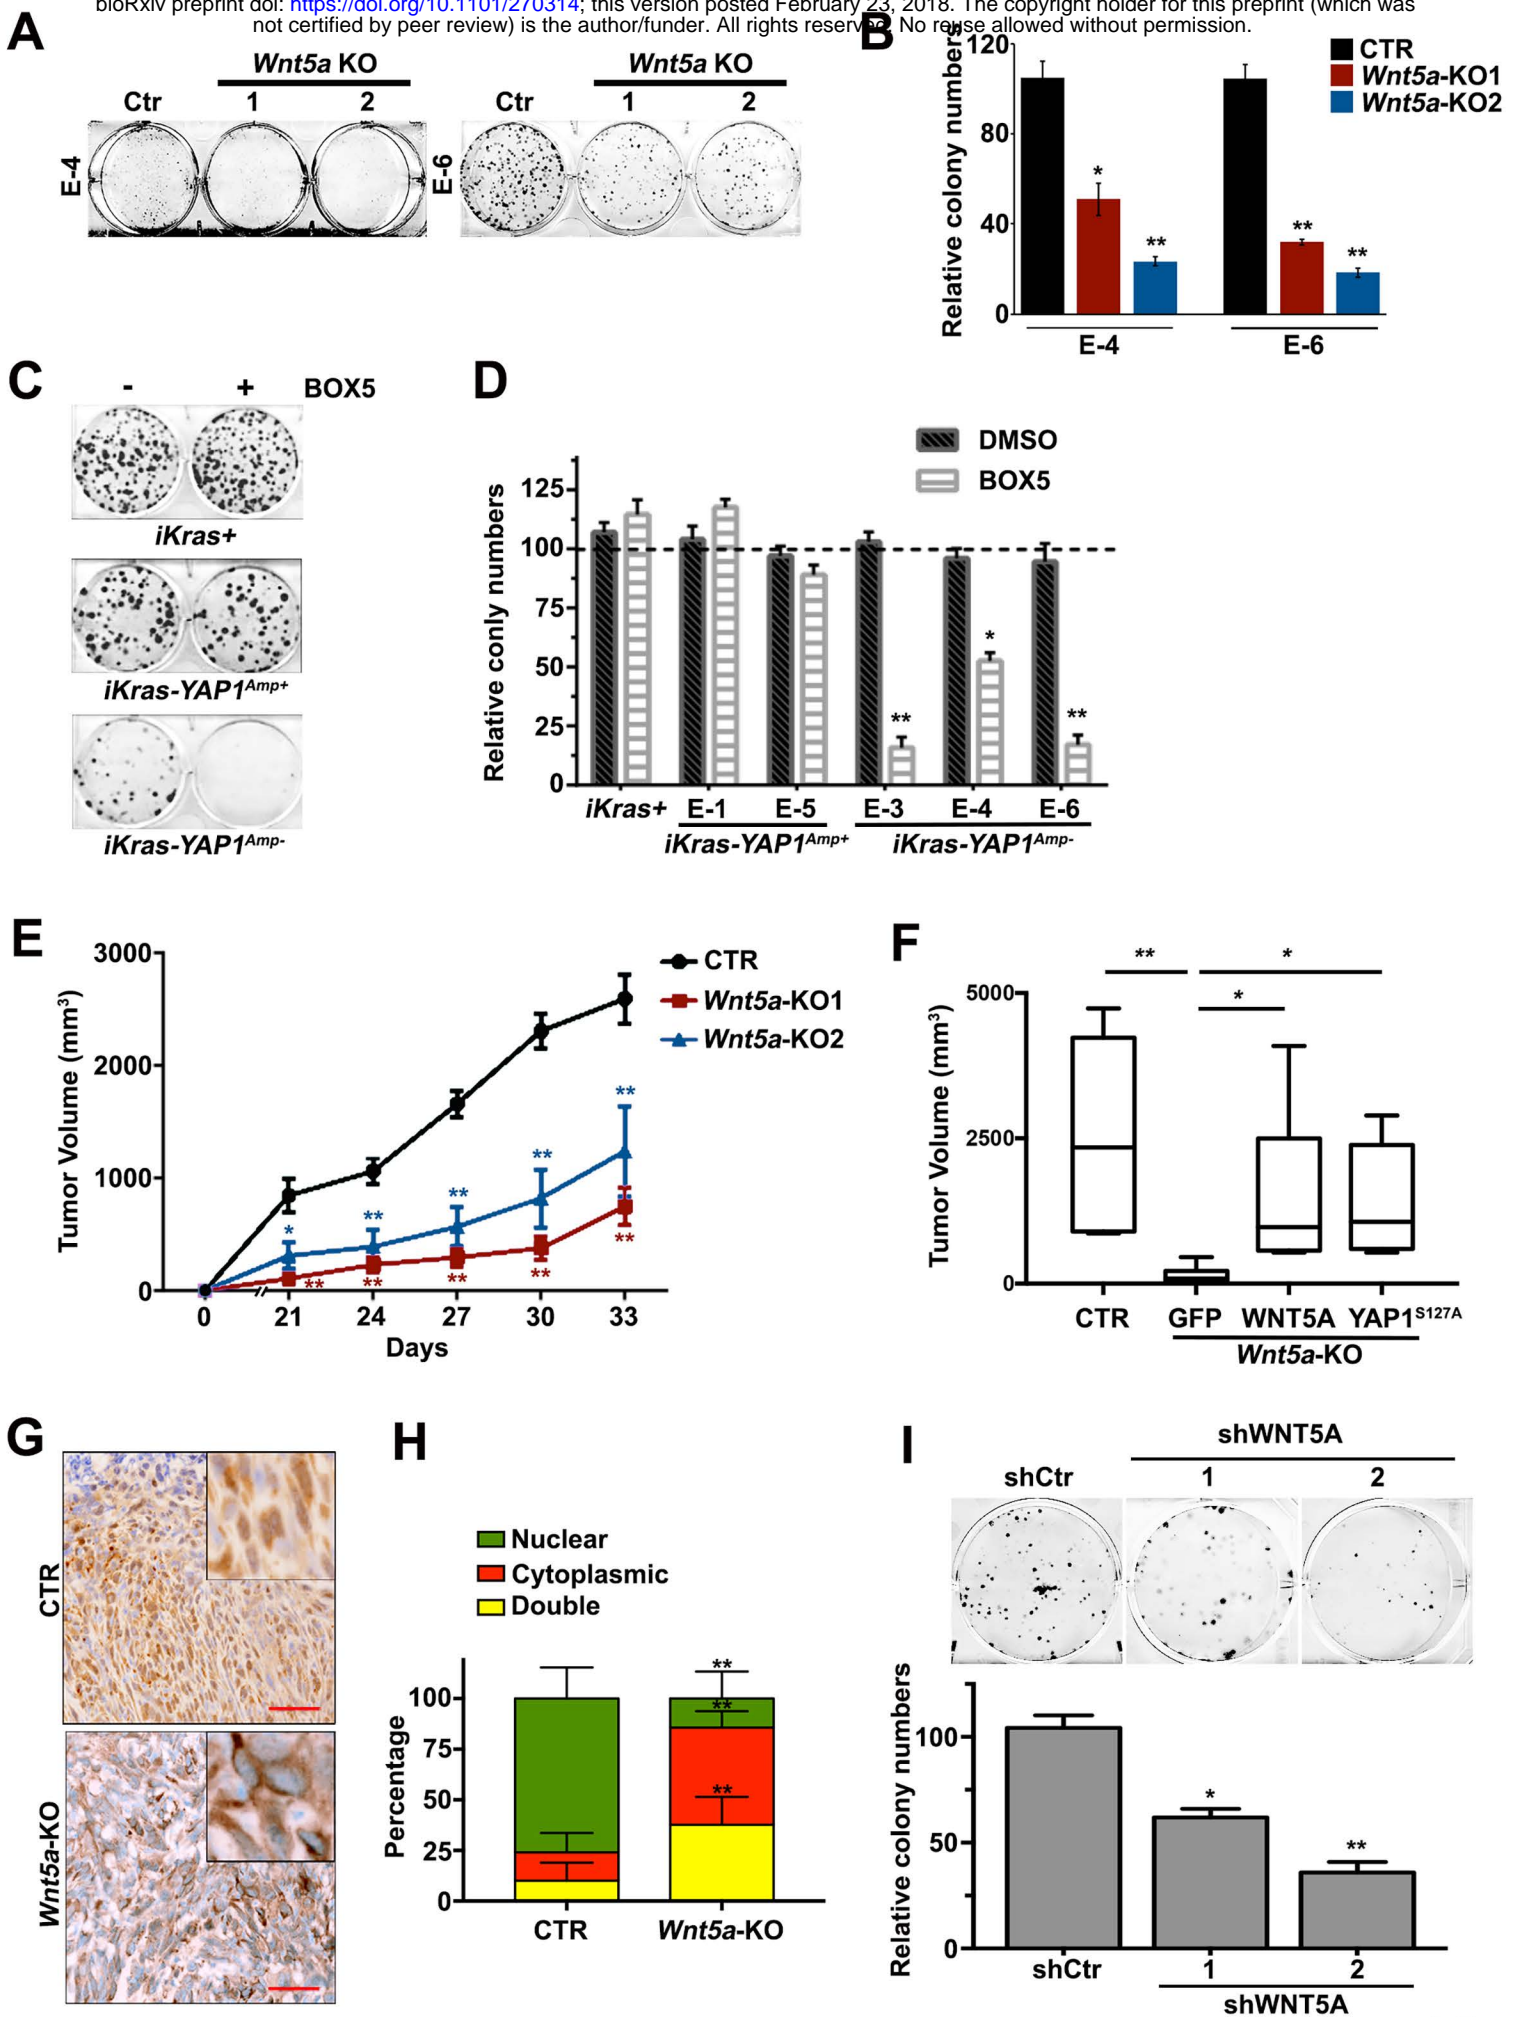 bioRxiv preprint doi: https://doi.org/10.1101/270314; this version posted February 23, 2018. The copyright holder for this preprint (which was
not certified by peer review) is the author/funder. All rights reserved. No reuse allowed without permission.
A
Wnt5a KO
Wnt5a KO
Ctr 1 2
Ctr 1 2
E-4
E-6
B
Relative colony numbers
120
80
40
0
CTR
Wnt5a-KO1
Wnt5a-KO2
*
**
**
**
E-4
E-6
C
- + BOX5
iKras+
iKras-YAP1Amp+
iKras-YAP1Amp-
D
DMSO
BOX5
Relative conly numbers
125
100
75
50
25
0
**
*
**
iKras+ E-1 E-5 E-3 E-4 E-6
iKras-YAP1Amp+ iKras-YAP1Amp-
E
Tumor Volume (mm3)
3000
2000
1000
0
CTR
Wnt5a-KO1
Wnt5a-KO2
* ** ** ** **
** ** ** ** **
0 21 24 27 30 33
Days
F
Tumor Volume (mm3)
** *
*
5000
2500
0
CTR GFP WNT5A YAP1S127A
Wnt5a-KO
G
CTR
Wnt5a-KO
H
Nuclear
Cytoplasmic
Double
Percentage
100
75
50
25
0
**
**
**
CTR Wnt5a-KO
I
shWNT5A
shCtr 1 2
Relative colony numbers
100
50
0
*
**
shCtr 1 2
shWNT5A